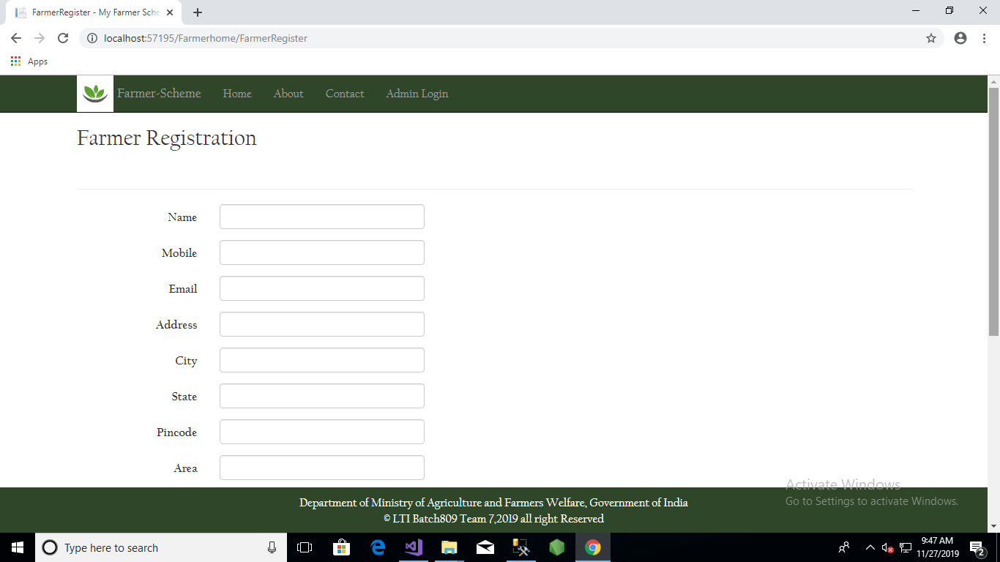 FarmerRegister - My Farmer Sche
localhost:57195/Farmerhome/FarmerRegister
Apps
Farmer-Scheme Home About Contact Admin Login
Farmer Registration
Name
Mobile
Email
Address
City
State
Pincode
Area
Activate Windows
Go to Settings to activate Windows.
Department of Ministry of Agriculture and Farmers Welfare, Government of India
© LTI Batch809 Team 7,2019 all right Reserved
Type here to search
9:47 AM
11/27/2019
2